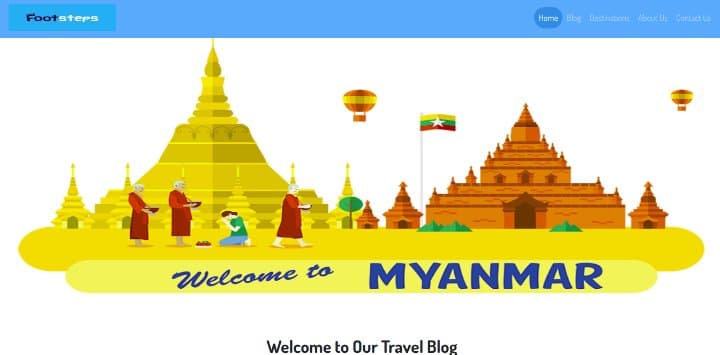 Footsteps
Home Blog Destinations About Us Contact Us
Welcome to MYANMAR
Welcome to Our Travel Blog